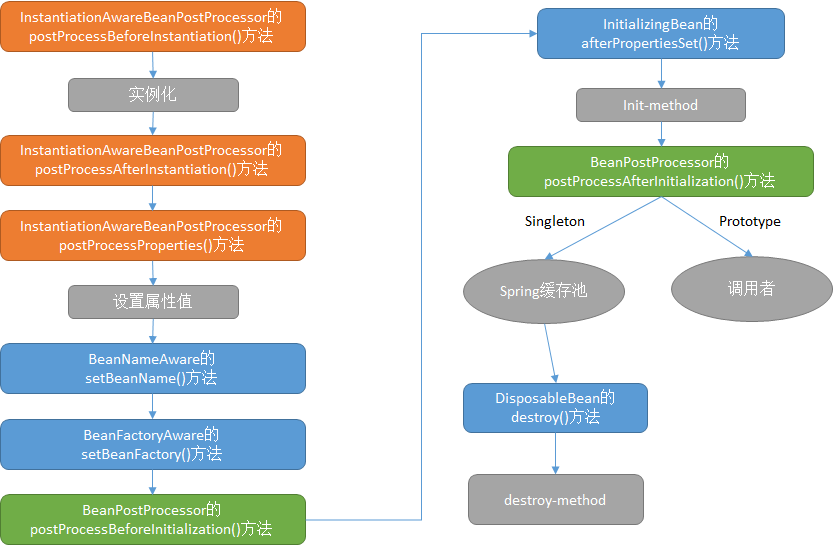 InstantiationAwareBeanPostProcessor的
postProcessBeforeInstantiation()方法
实例化
InstantiationAwareBeanPostProcessor的
postProcessAfterInstantiation()方法
InstantiationAwareBeanPostProcessor的
postProcessProperties()方法
设置属性值
BeanNameAware的
setBeanName()方法
BeanFactoryAware的
setBeanFactory()方法
BeanPostProcessor的
postProcessBeforeInitialization()方法
InitializingBean的
afterPropertiesSet()方法
Init-method
BeanPostProcessor的
postProcessAfterInitialization()方法
Singleton
Prototype
Spring缓存池
调用者
DisposableBean的
destroy()方法
destroy-method